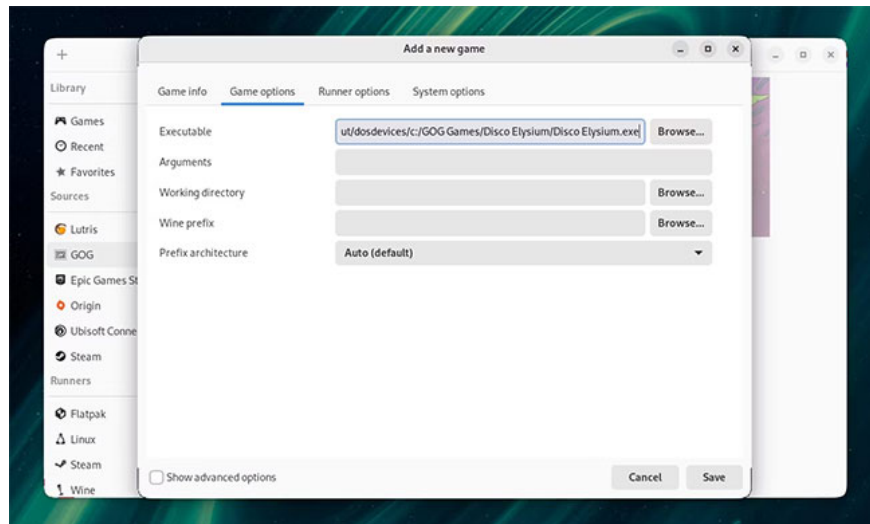 Add a new game
Library
Games
Recent
Favorites
Sources
Lutris
GOG
Epic Games St
Origin
Ubisoft Conne
Steam
Runners
Flatpak
Linux
Steam
Wine
Game info Game options Runner options System options
Executable ut/dosdevices/c:/GOG Games/Disco Elysium/Disco Elysium.exe Browse...
Arguments
Working directory Browse...
Wine prefix Browse...
Prefix architecture Auto (default)
Show advanced options Cancel Save